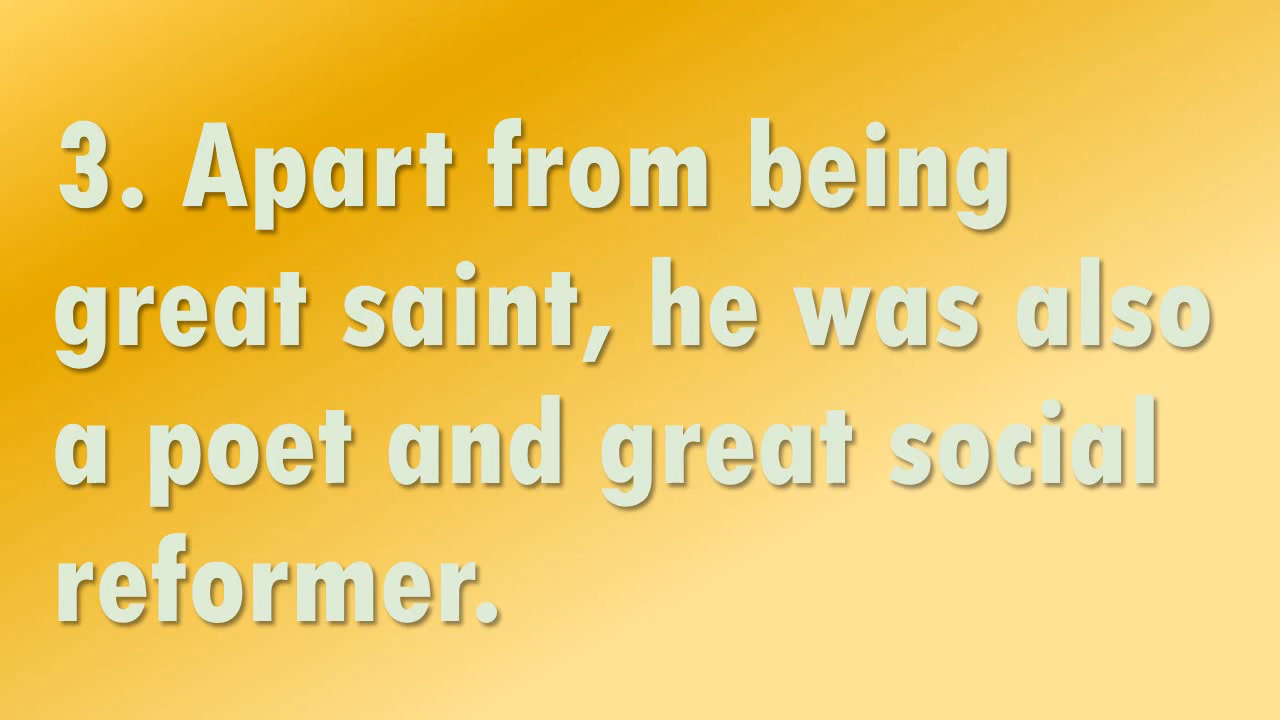 3. Apart from being
great saint, he was also
a poet and great social
reformer.